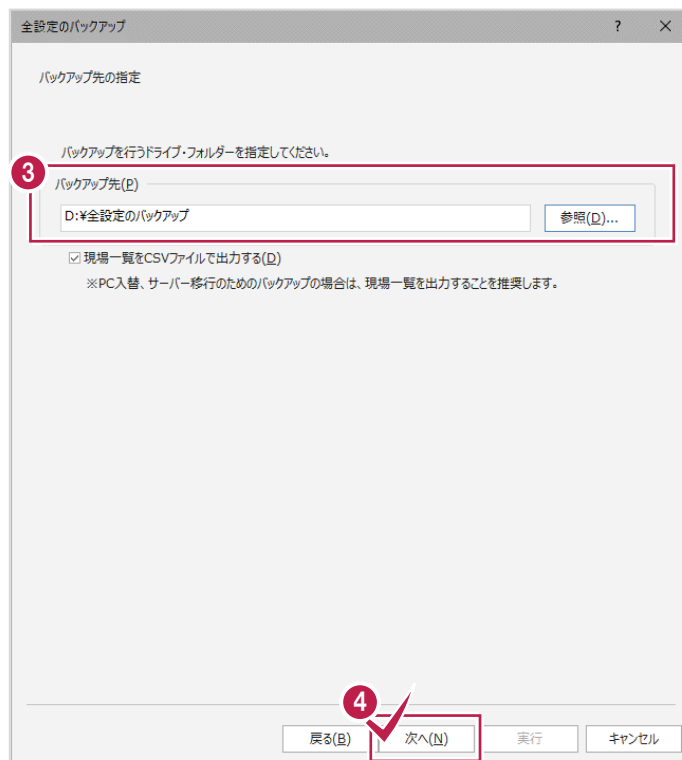 全設定のバックアップ ? ×
バックアップ先の指定
バックアップを行うドライブ・フォルダーを指定してください。
3
バックアップ先(P)
D:¥全設定のバックアップ 参照(D)...
現場一覧をCSVファイルで出力する(D)
※PC入替、サーバー移行のためのバックアップの場合は、現場一覧を出力することを推奨します。
4
戻る(B) 次へ(N) 実行 キャンセル